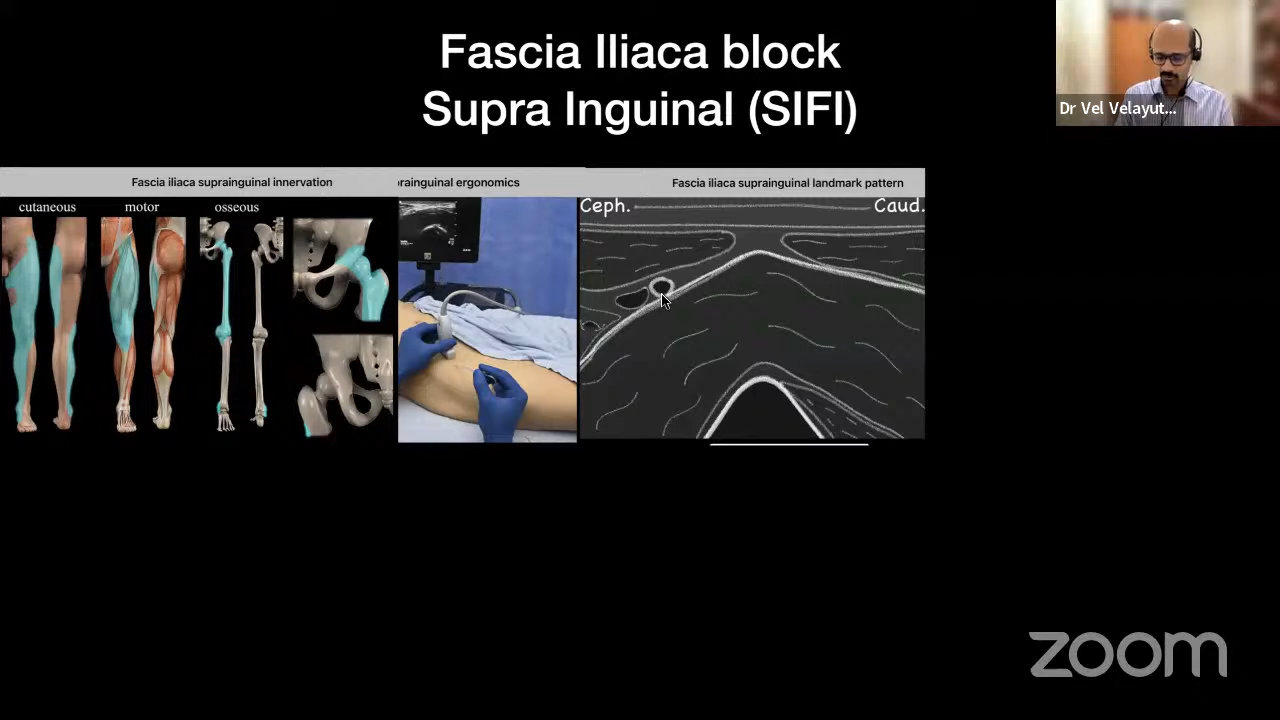 Fascia Iliaca block
Supra Inguinal (SIFI)
Dr Vel Velayut...
Fascia iliaca suprainguinal innervation
rainguinal ergonomics
Fascia iliaca suprainguinal landmark pattern
cutaneous
motor
osseous
Ceph.
Caud.
zoom